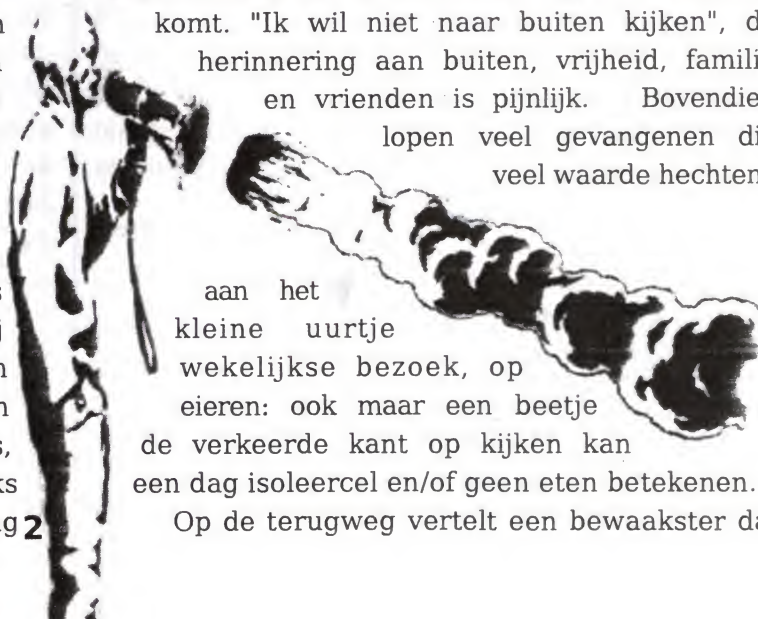 komt. "Ik wil niet naar buiten kijken", d
herinnering aan buiten, vrijheid, famili
en vrienden is pijnlijk. Bovendie
lopen veel gevangenen di
veel waarde hechten
aan het
kleine uurtje
wekelijkse bezoek, op
eieren: ook maar een beetje
de verkeerde kant op kijken kan
een dag isoleercel en/of geen eten betekenen.
2
Op de terugweg vertelt een bewaakster da